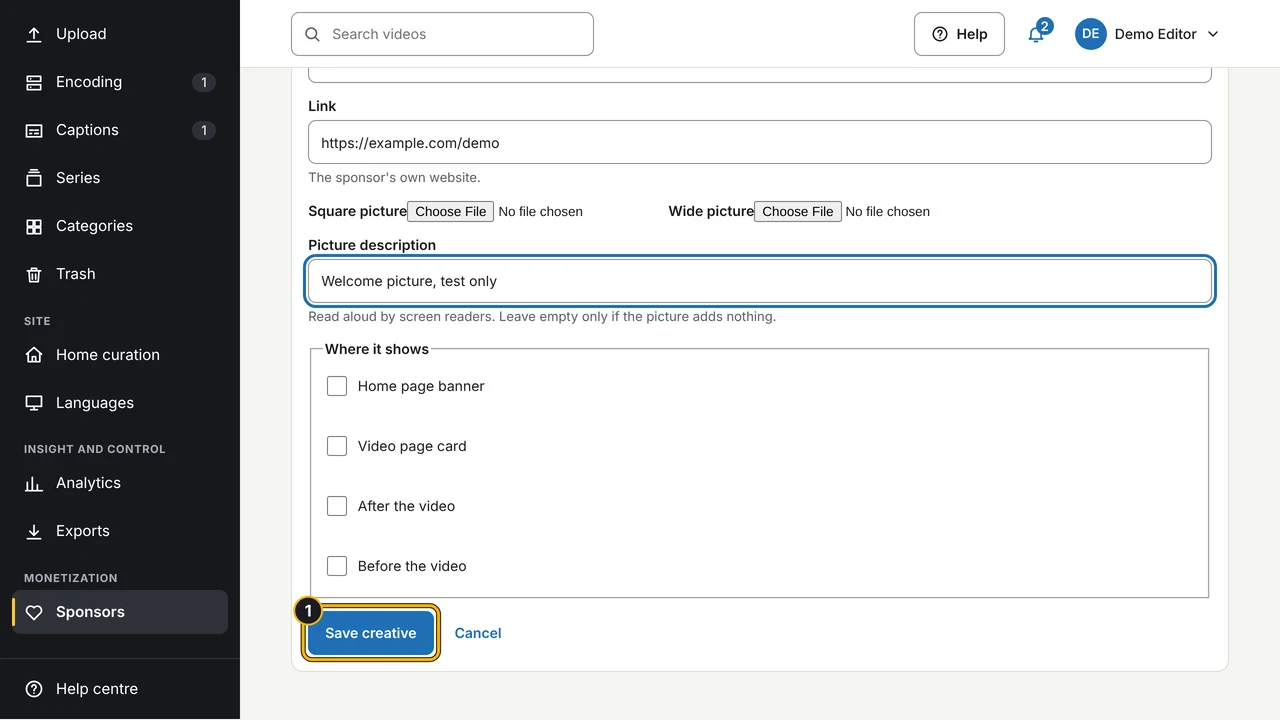 Upload
Encoding 1
Captions 1
Series
Categories
Trash
SITE
Home curation
Languages
INSIGHT AND CONTROL
Analytics
Exports
MONETIZATION
Sponsors
Help centre
Search videos
Help
2
DE Demo Editor
Link
https://example.com/demo
The sponsor's own website.
Square picture Choose File No file chosen
Wide picture Choose File No file chosen
Picture description
Welcome picture, test only
Read aloud by screen readers. Leave empty only if the picture adds nothing.
Where it shows
Home page banner
Video page card
After the video
Before the video
1
Save creative
Cancel